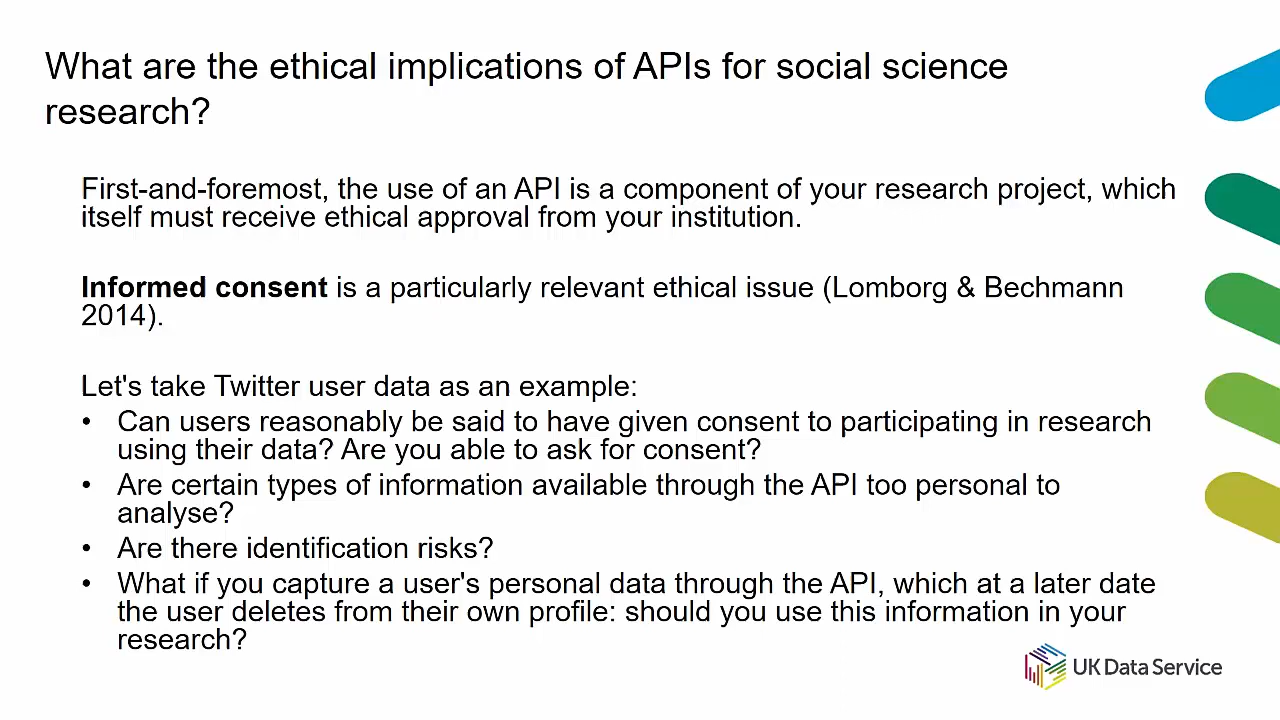 What are the ethical implications of APIs for social science
research?
First-and-foremost, the use of an API is a component of your research project, which
itself must receive ethical approval from your institution.
Informed consent is a particularly relevant ethical issue (Lomborg & Bechmann
2014).
Let's take Twitter user data as an example:
• Can users reasonably be said to have given consent to participating in research
using their data? Are you able to ask for consent?
• Are certain types of information available through the API too personal to
analyse?
• Are there identification risks?
• What if you capture a user's personal data through the API, which at a later date
the user deletes from their own profile: should you use this information in your
research?
UK Data Service